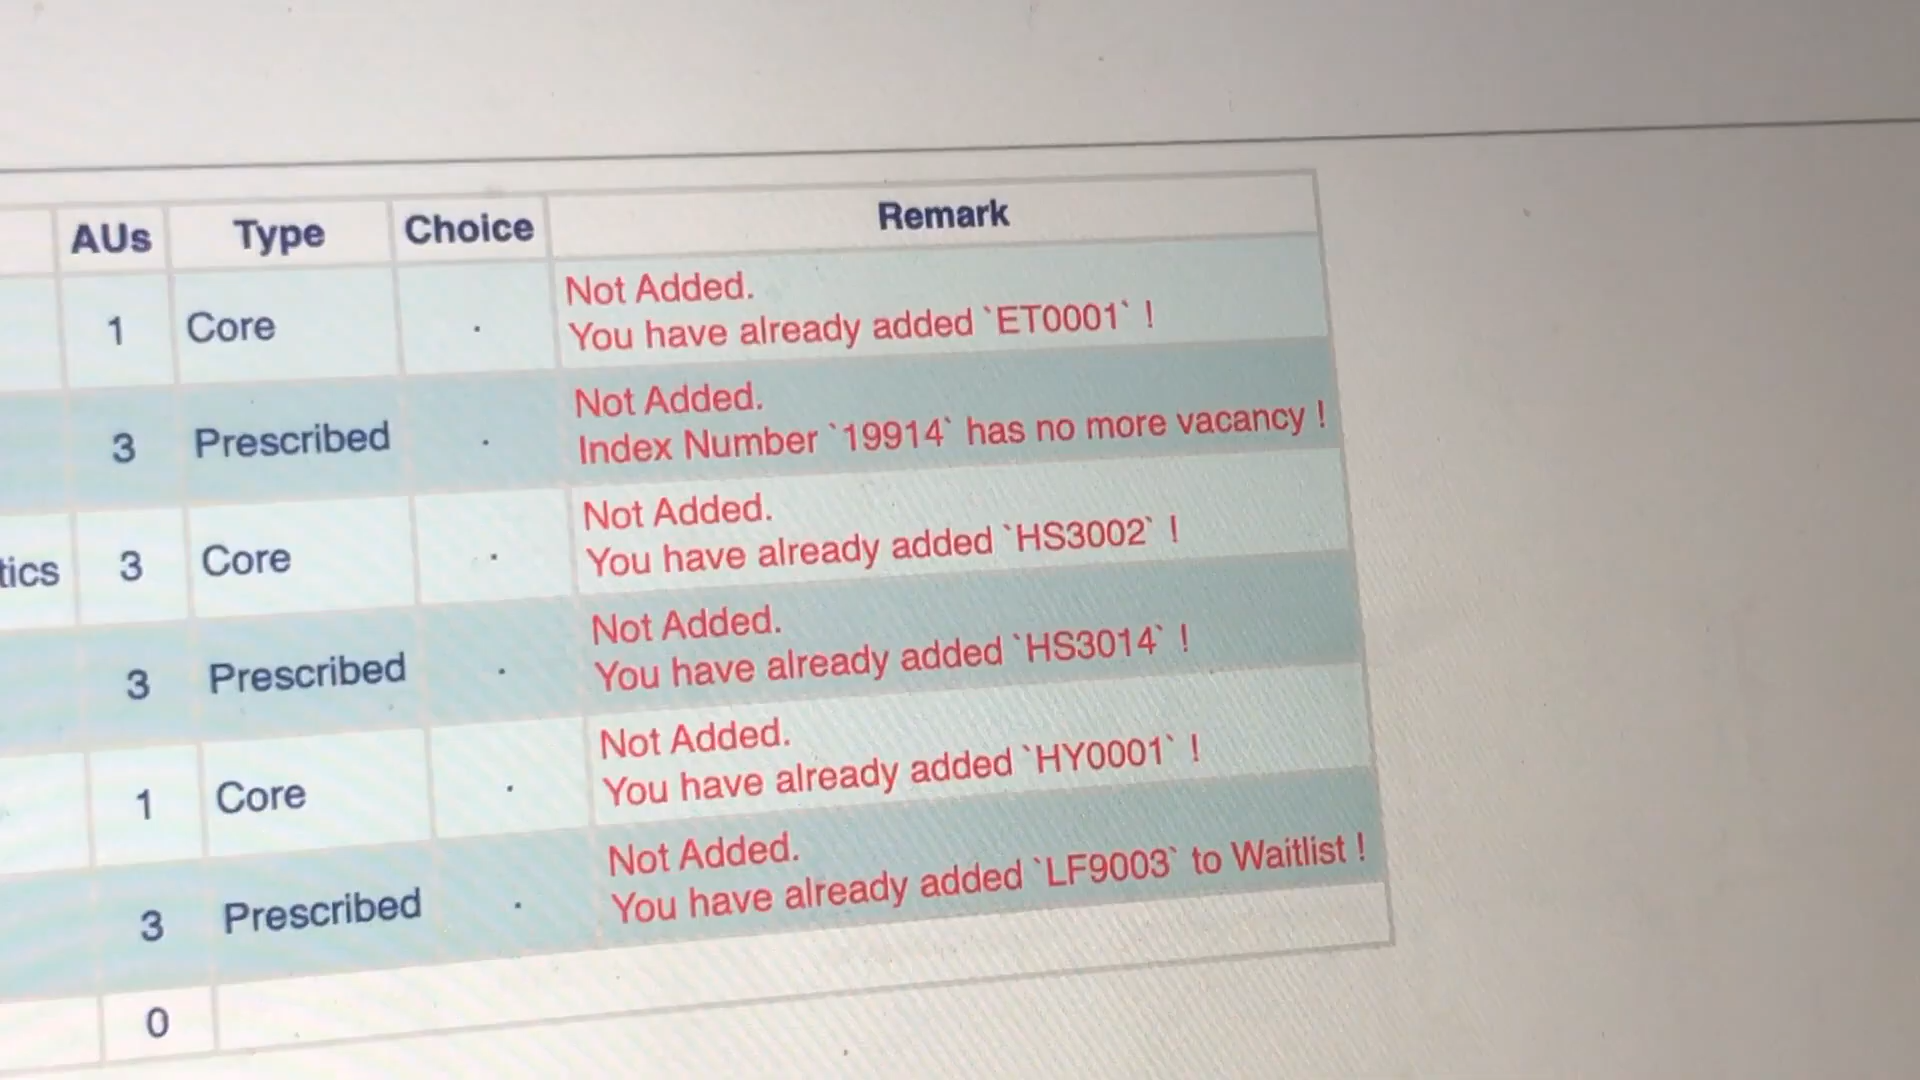 AUs Type Choice Remark
1 Core . Not Added.
You have already added `ET0001` !
3 Prescribed . Not Added.
Index Number `19914` has no more vacancy !
tics 3 Core . Not Added.
You have already added `HS3002` !
3 Prescribed . Not Added.
You have already added `HS3014` !
1 Core . Not Added.
You have already added `HY0001` !
3 Prescribed . Not Added.
You have already added `LF9003` to Waitlist !
0